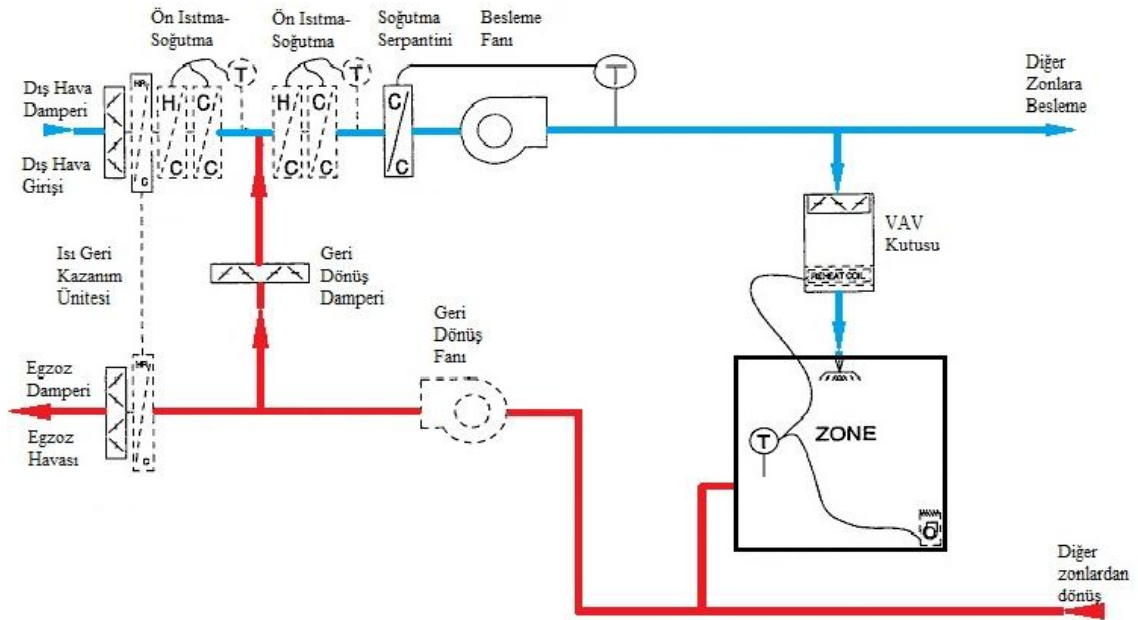 Ön Isıtma-
Soğutma
Ön Isıtma-
Soğutma
Soğutma
Serpantini
Besleme
Fanı
Diğer
Zonlara
Besleme
Dış Hava
Damperi
Dış Hava
Girişi
HR
C
H
C
C
C
T
H
C
C
C
T
C
C
T
VAV
Kutusu
REHEAT COIL
Isı Geri
Kazanım
Ünitesi
Geri
Dönüş
Damperi
Geri
Dönüş
Fanı
Egzoz
Damperi
Egzoz
Havası
HR
C
T
ZONE
Diğer
zonlardan
dönüş